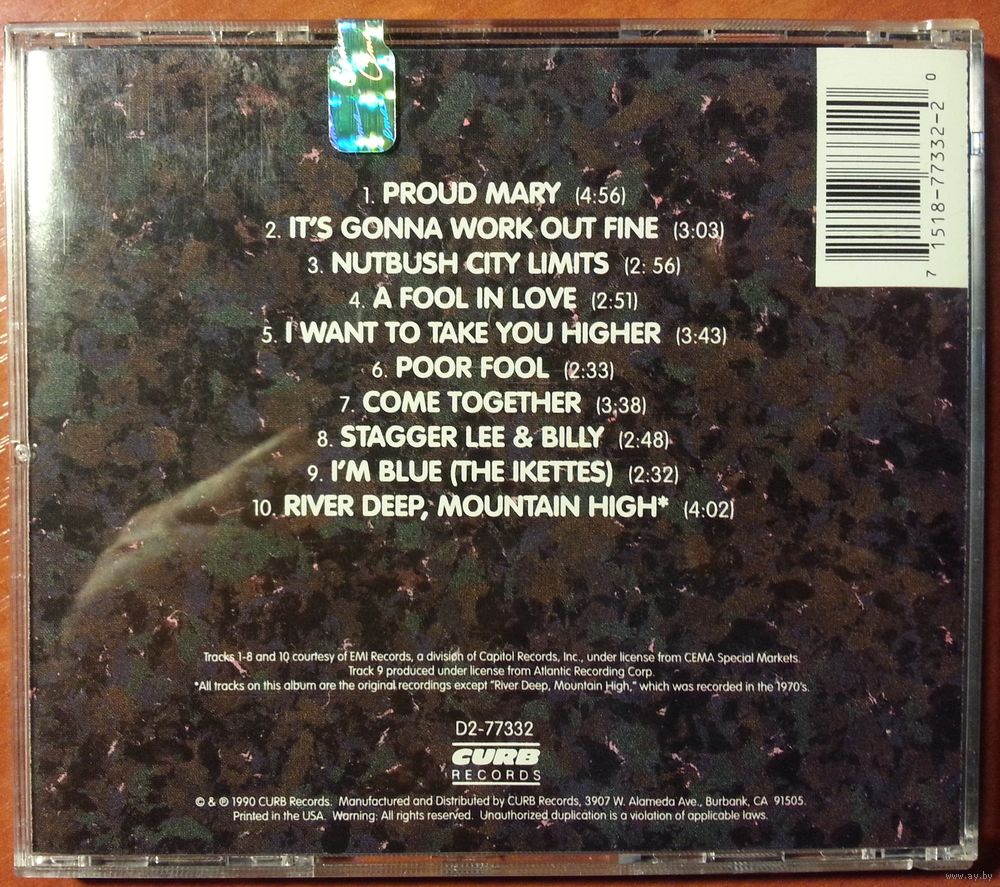 1. PROUD MARY (4:56)
2. IT'S GONNA WORK OUT FINE (3:03)
3. NUTBUSH CITY LIMITS (2: 56)
4. A FOOL IN LOVE (2:51)
5. I WANT TO TAKE YOU HIGHER (3:43)
6. POOR FOOL (2:33)
7. COME TOGETHER (3:38)
8. STAGGER LEE & BILLY (2:48)
9. I'M BLUE (THE IKETTES) (2:32)
10. RIVER DEEP, MOUNTAIN HIGH* (4:02)
7 1518-77332-2 0
Tracks 1-8 and 10 courtesy of EMI Records, a division of Capitol Records, Inc., under license from CEMA Special Markets.
Track 9 produced under license from Atlantic Recording Corp.
*All tracks on this album are the original recordings except "River Deep, Mountain High," which was recorded in the 1970's.
D2-77332
CURB
RECORDS
© & ℗ 1990 CURB Records. Manufactured and Distributed by CURB Records, 3907 W. Alameda Ave., Burbank, CA 91505.
Printed in the USA. Warning: All rights reserved. Unauthorized duplication is a violation of applicable laws.
www.ay.by